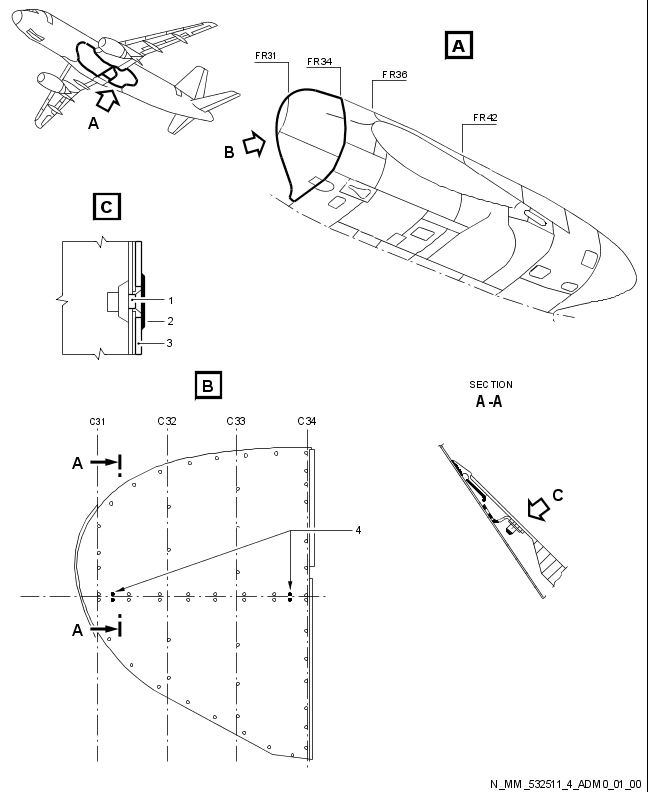 A
FR31
FR34
FR36
FR42
A
B
C
1
2
3
B
SECTION
A-A
C31
C32
C33
C34
A
C
4
A
N_MM_532511_4_ADM0_01_00